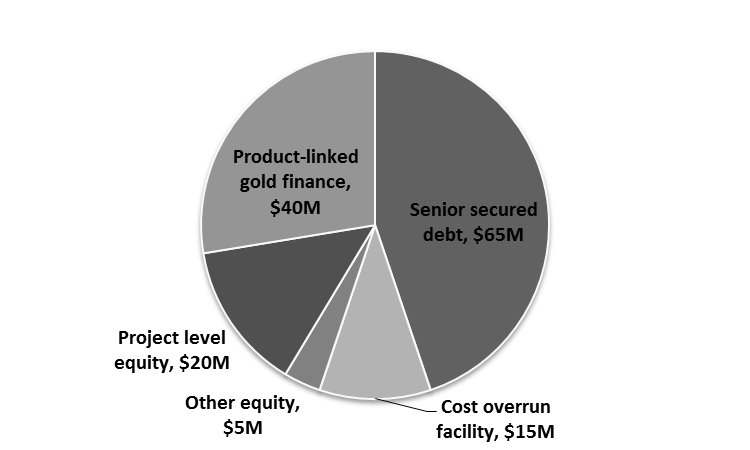 Product-linked
gold finance,
$40M
Senior secured
debt, $65M
Project level
equity, $20M
Other equity,
$5M
Cost overrun
facility, $15M